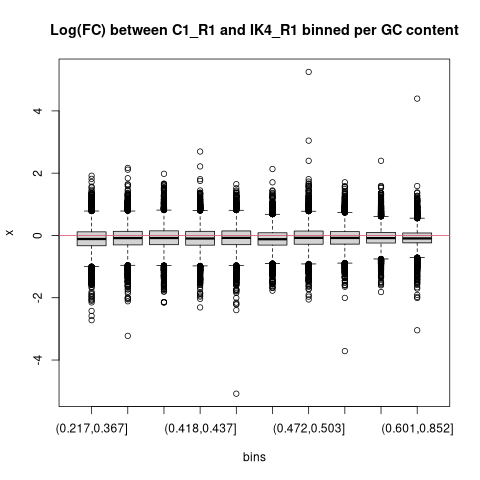 Log(FC) between C1_R1 and IK4_R1 binned per GC content
4
2
x
0
-2
-4
(0.217,0.367] (0.418,0.437] (0.472,0.503] (0.601,0.852]
bins